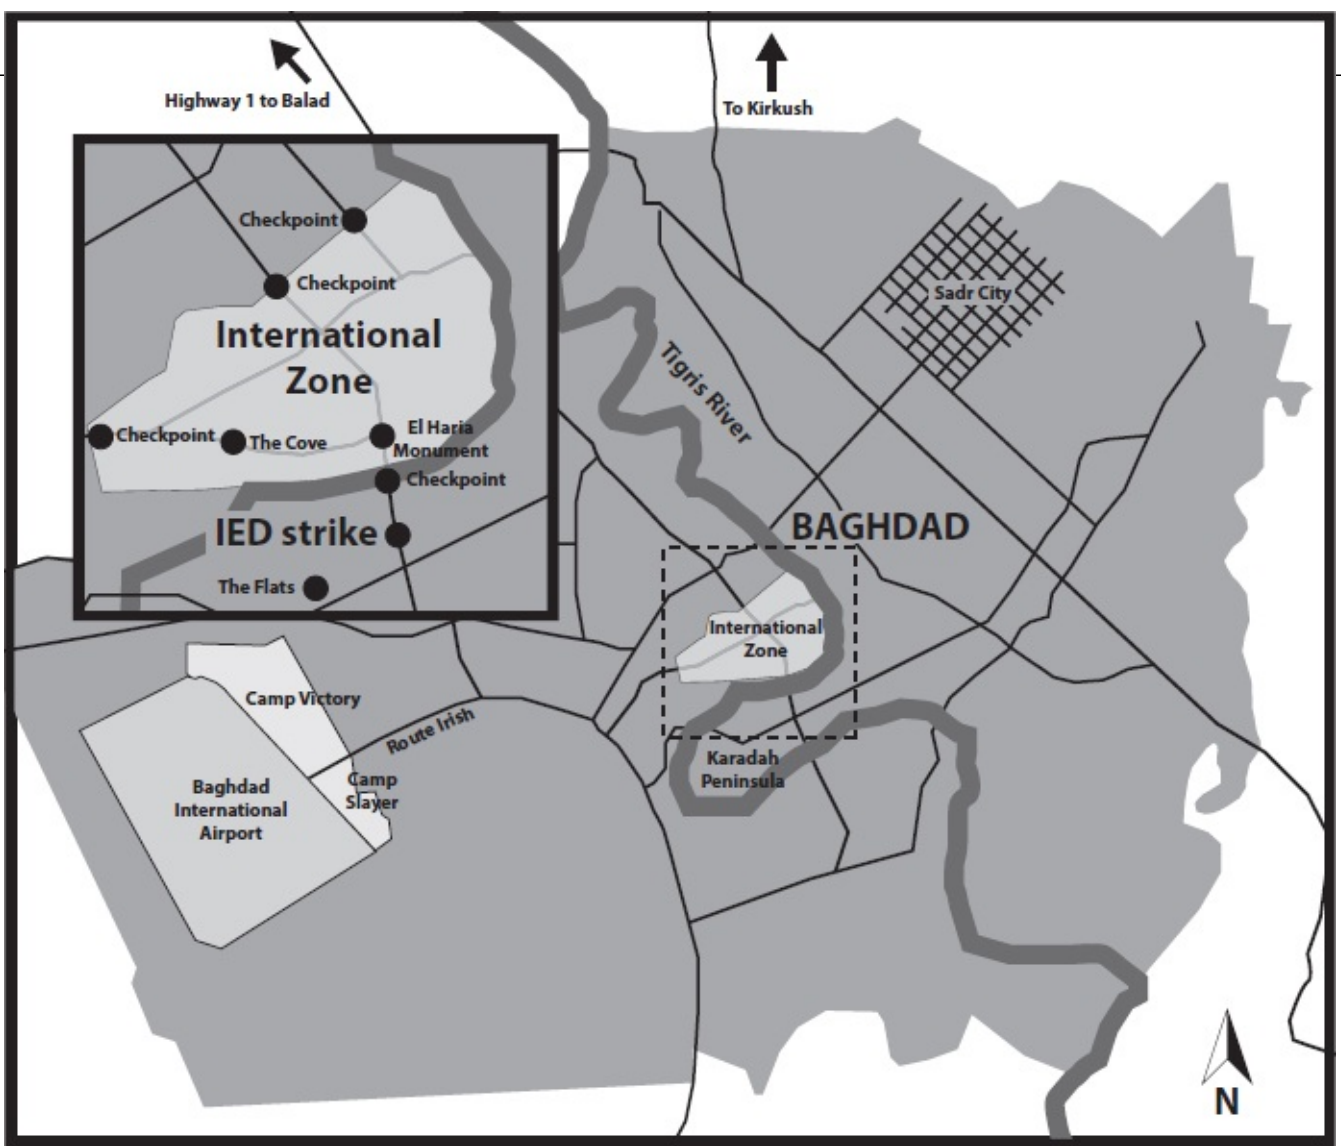 Highway 1 to Balad
To Kirkush
Checkpoint
Checkpoint
International
Zone
Checkpoint
The Cove
El Haria
Monument
Checkpoint
IED strike
The Flats
Sadr City
Tigris River
BAGHDAD
International
Zone
Karadah
Peninsula
Camp Victory
Route Irish
Camp
Slayer
Baghdad
International
Airport
N